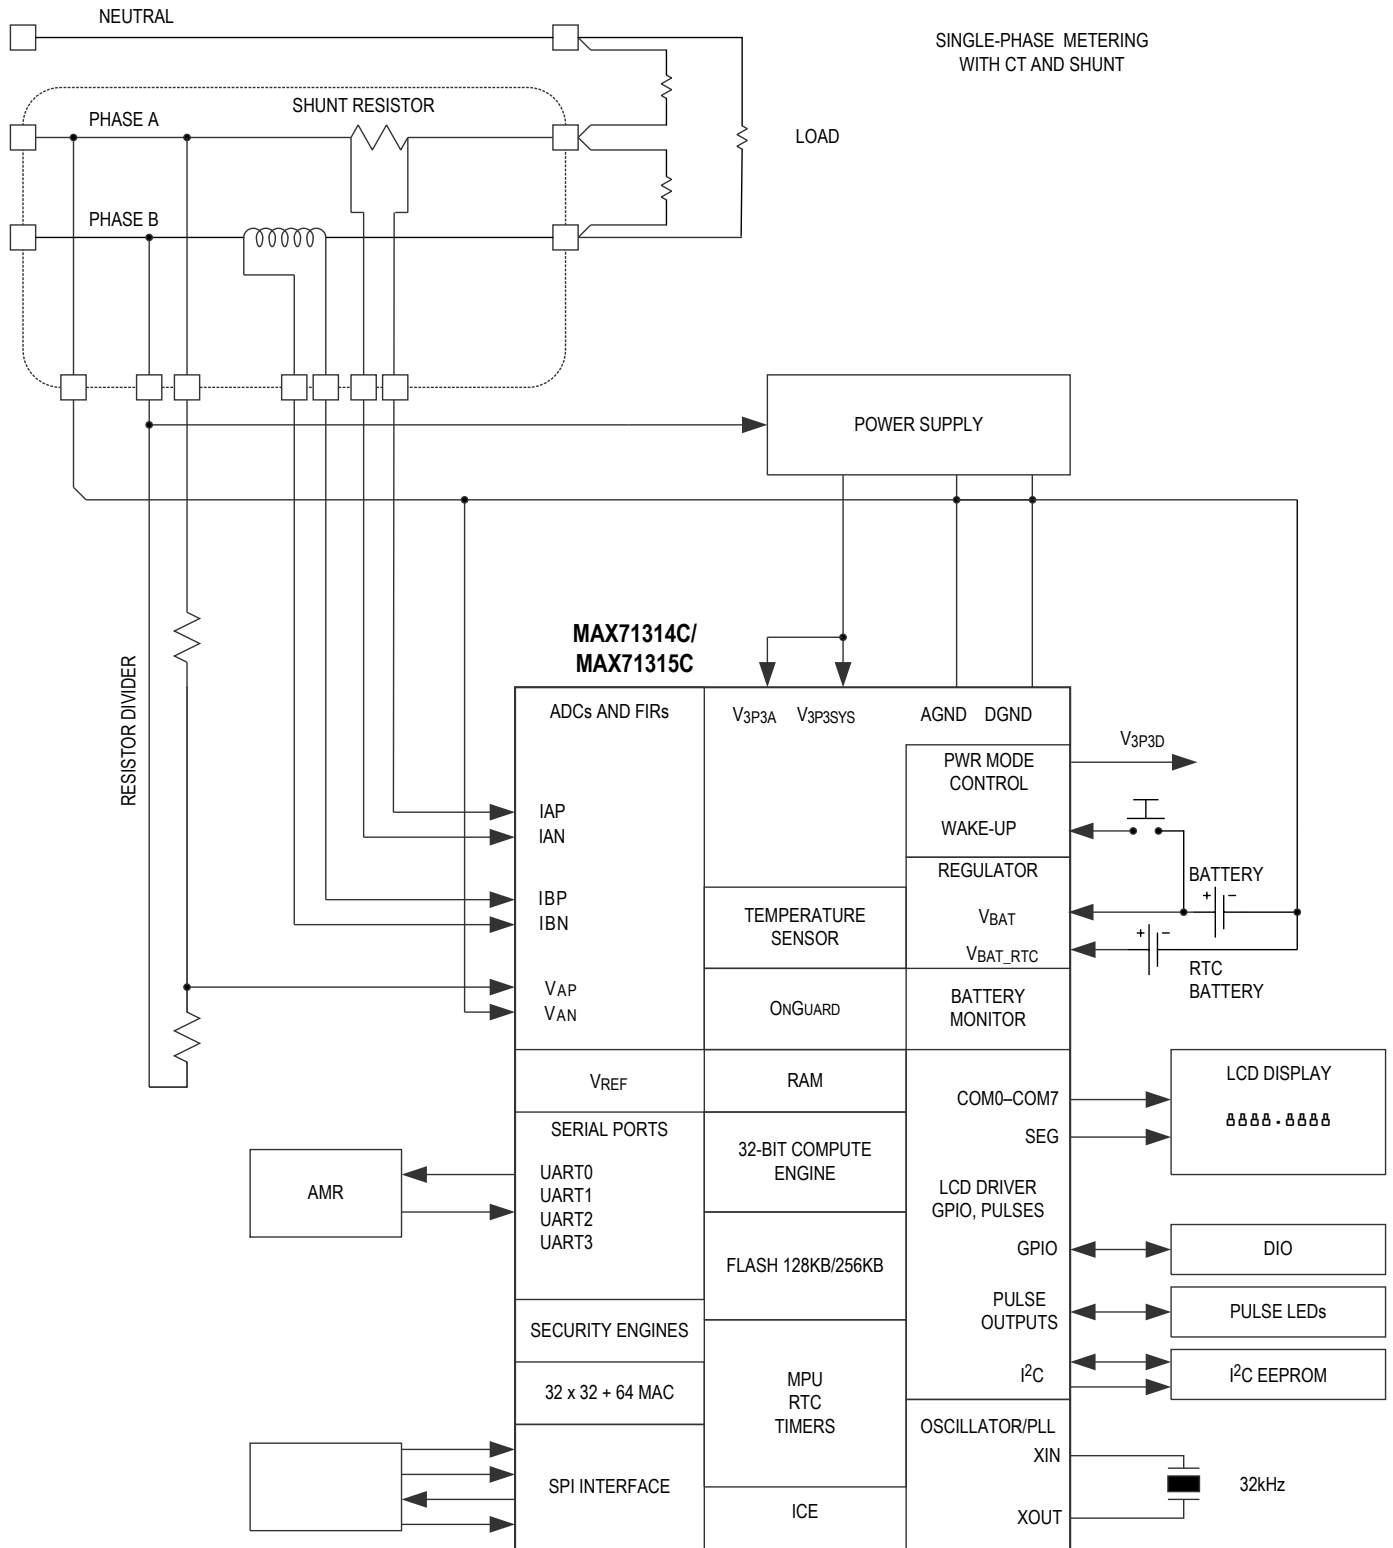 NEUTRAL
SINGLE-PHASE METERING
WITH CT AND SHUNT
SHUNT RESISTOR
PHASE A
LOAD
PHASE B
POWER SUPPLY
MAX71314C/
MAX71315C
RESISTOR DIVIDER
ADCs AND FIRs
V3P3A
V3P3SYS
AGND
DGND
V3P3D
PWR MODE
CONTROL
WAKE-UP
IAP
IAN
REGULATOR
BATTERY
+ –
IBP
IBN
TEMPERATURE
SENSOR
VBAT
+ –
VBAT_RTC
RTC
BATTERY
VAP
VAN
ONGUARD
BATTERY
MONITOR
VREF
RAM
LCD DISPLAY
COM0–COM7
8888.8888
SEG
SERIAL PORTS
32-BIT COMPUTE
ENGINE
AMR
UART0
UART1
UART2
UART3
LCD DRIVER
GPIO, PULSES
GPIO
DIO
FLASH 128KB/256KB
PULSE
OUTPUTS
PULSE LEDs
SECURITY ENGINES
I2C
I2C EEPROM
32 x 32 + 64 MAC
MPU
RTC
TIMERS
OSCILLATOR/PLL
XIN
SPI INTERFACE
32kHz
ICE
XOUT